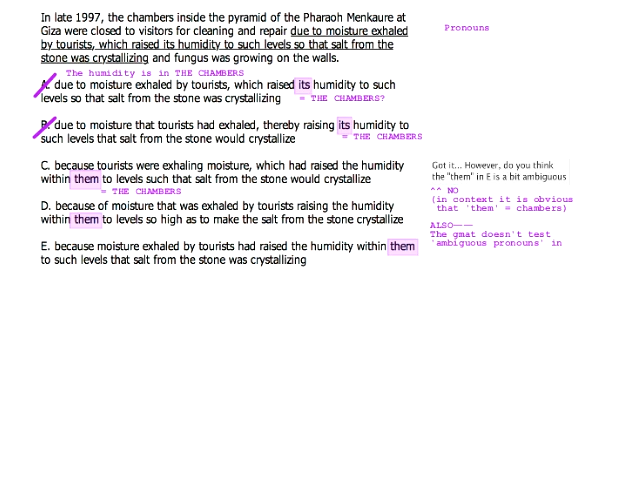 In late 1997, the chambers inside the pyramid of the Pharaoh Menkaure at
Giza were closed to visitors for cleaning and repair due to moisture exhaled
by tourists, which raised its humidity to such levels so that salt from the
stone was crystallizing and fungus was growing on the walls.
Pronouns
The humidity is in THE CHAMBERS
A. due to moisture exhaled by tourists, which raised its humidity to such
levels so that salt from the stone was crystallizing
= THE CHAMBERS?
B. due to moisture that tourists had exhaled, thereby raising its humidity to
such levels that salt from the stone would crystallize
= THE CHAMBERS
C. because tourists were exhaling moisture, which had raised the humidity
within them to levels such that salt from the stone would crystallize
= THE CHAMBERS
D. because of moisture that was exhaled by tourists raising the humidity
within them to levels so high as to make the salt from the stone crystallize
E. because moisture exhaled by tourists had raised the humidity within them
to such levels that salt from the stone was crystallizing
Got it... However, do you think
the "them" in E is a bit ambiguous
^^ NO
(in context it is obvious
that 'them' = chambers)
ALSO——
The gmat doesn't test
'ambiguous pronouns' in